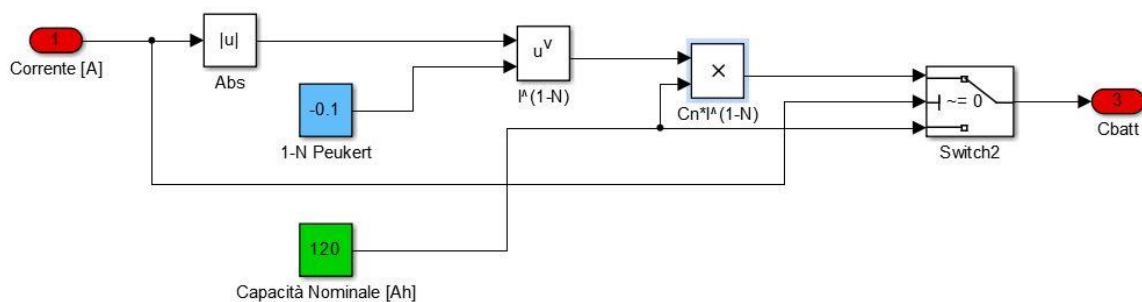 1
Corrente [A]
|u|
Abs
-0.1
1-N Peukert
u^v
I^(1-N)
×
Cn*I^(1-N)
~= 0
Switch2
3
Cbatt
120
Capacità Nominale [Ah]